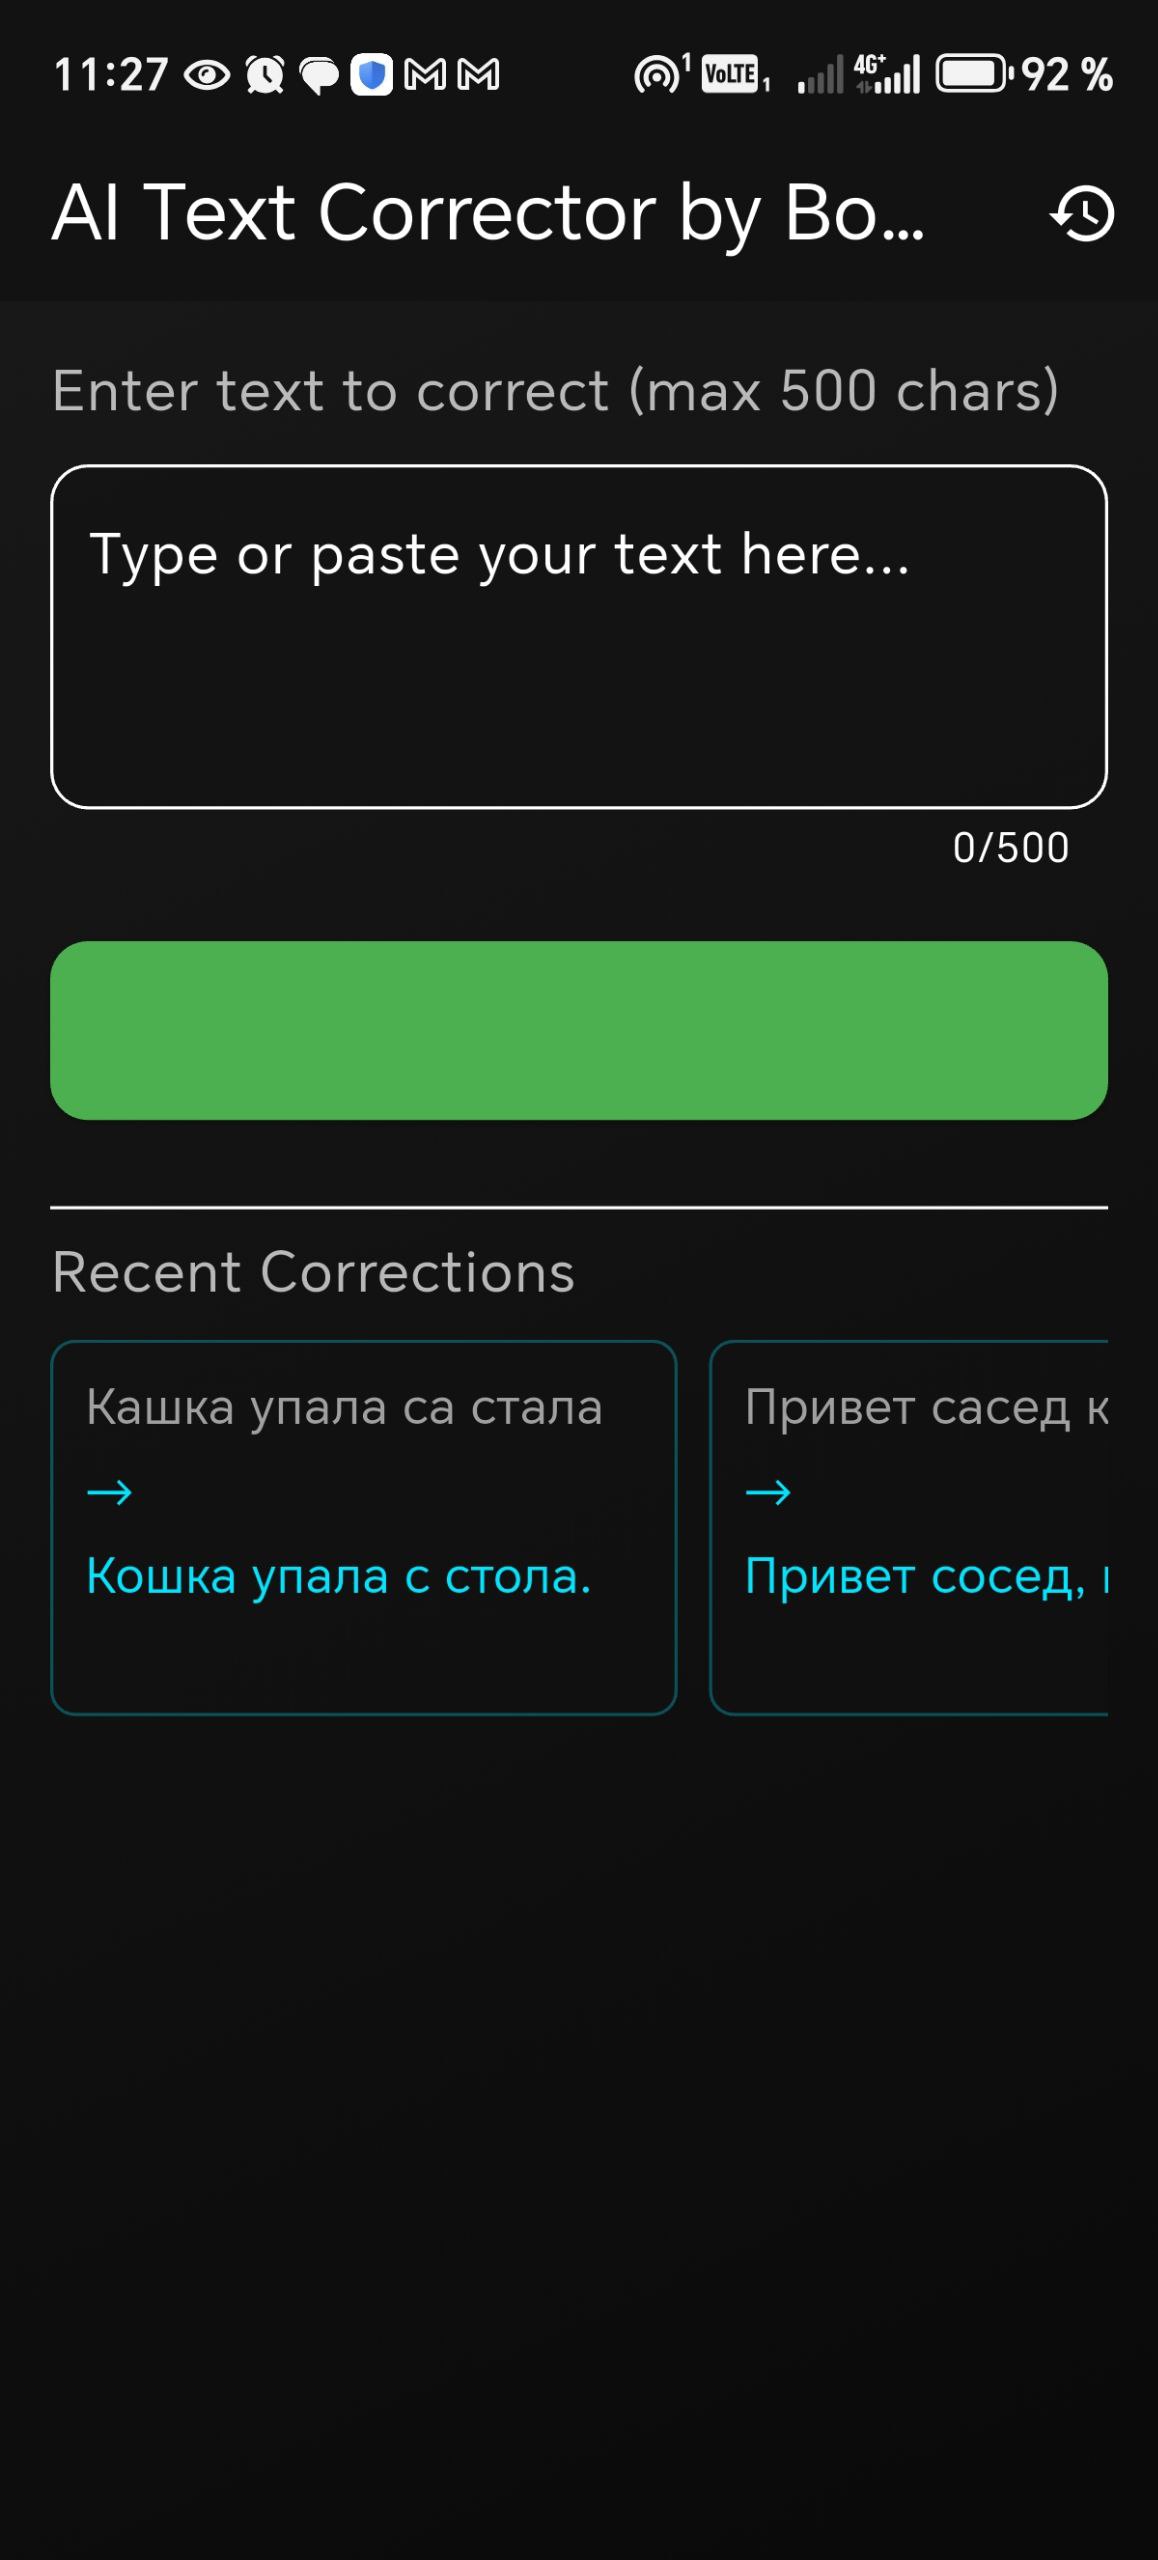 11:27 1 VoLTE 1 4G+ 92 %
AI Text Corrector by Bo...
Enter text to correct (max 500 chars)
Type or paste your text here...
0/500
Recent Corrections
Кашка упала са стала
→
Кошка упала с стола.
Привет сасед к
→
Привет сосед,